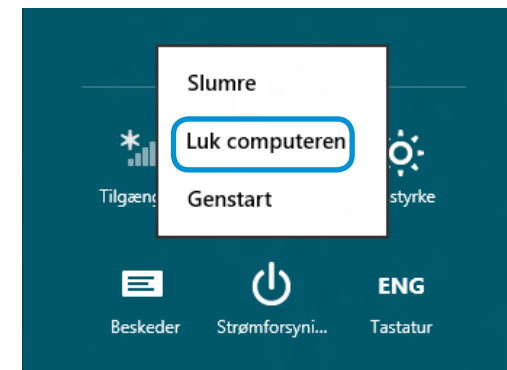 Slumre
Luk computeren
Tilgæng
Genstart
styrke
ENG
Beskeder
Strømforsyni...
Tastatur